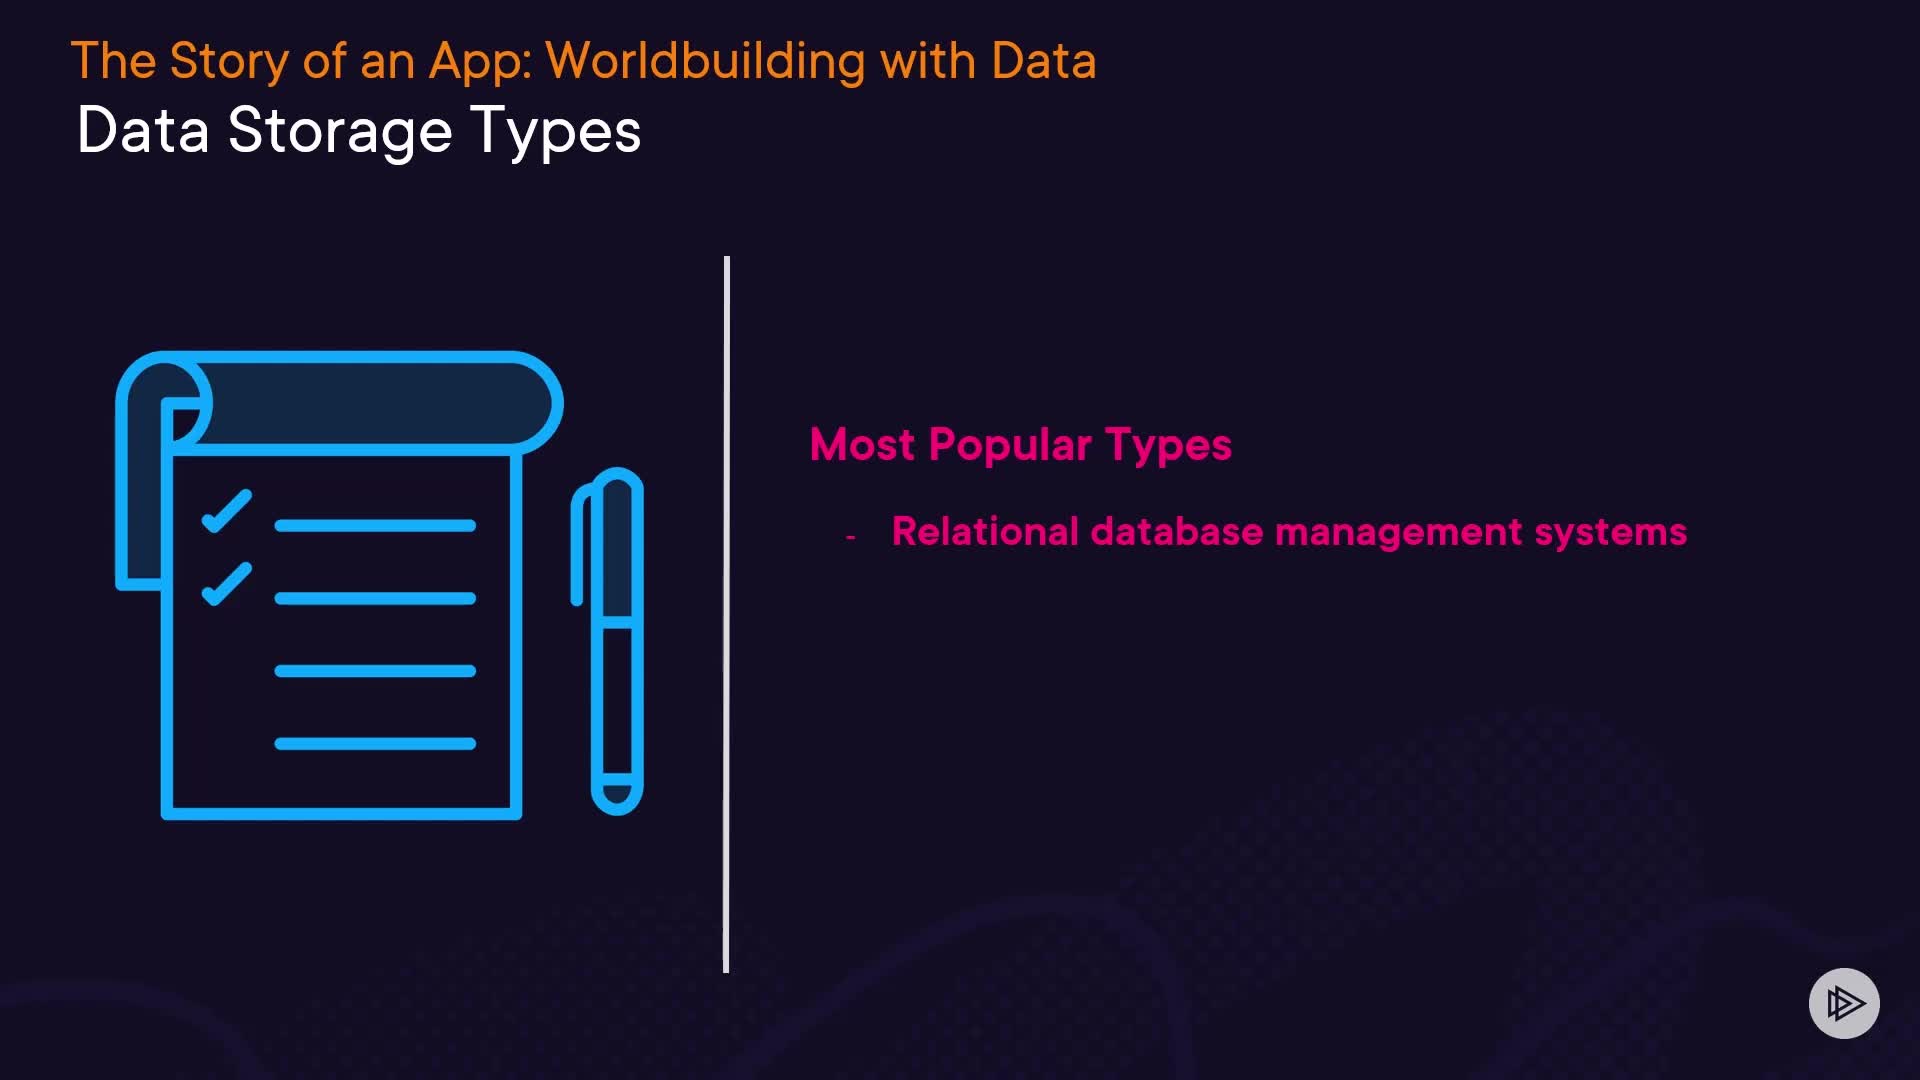 The Story of an App: Worldbuilding with Data
Data Storage Types
Most Popular Types
- Relational database management systems